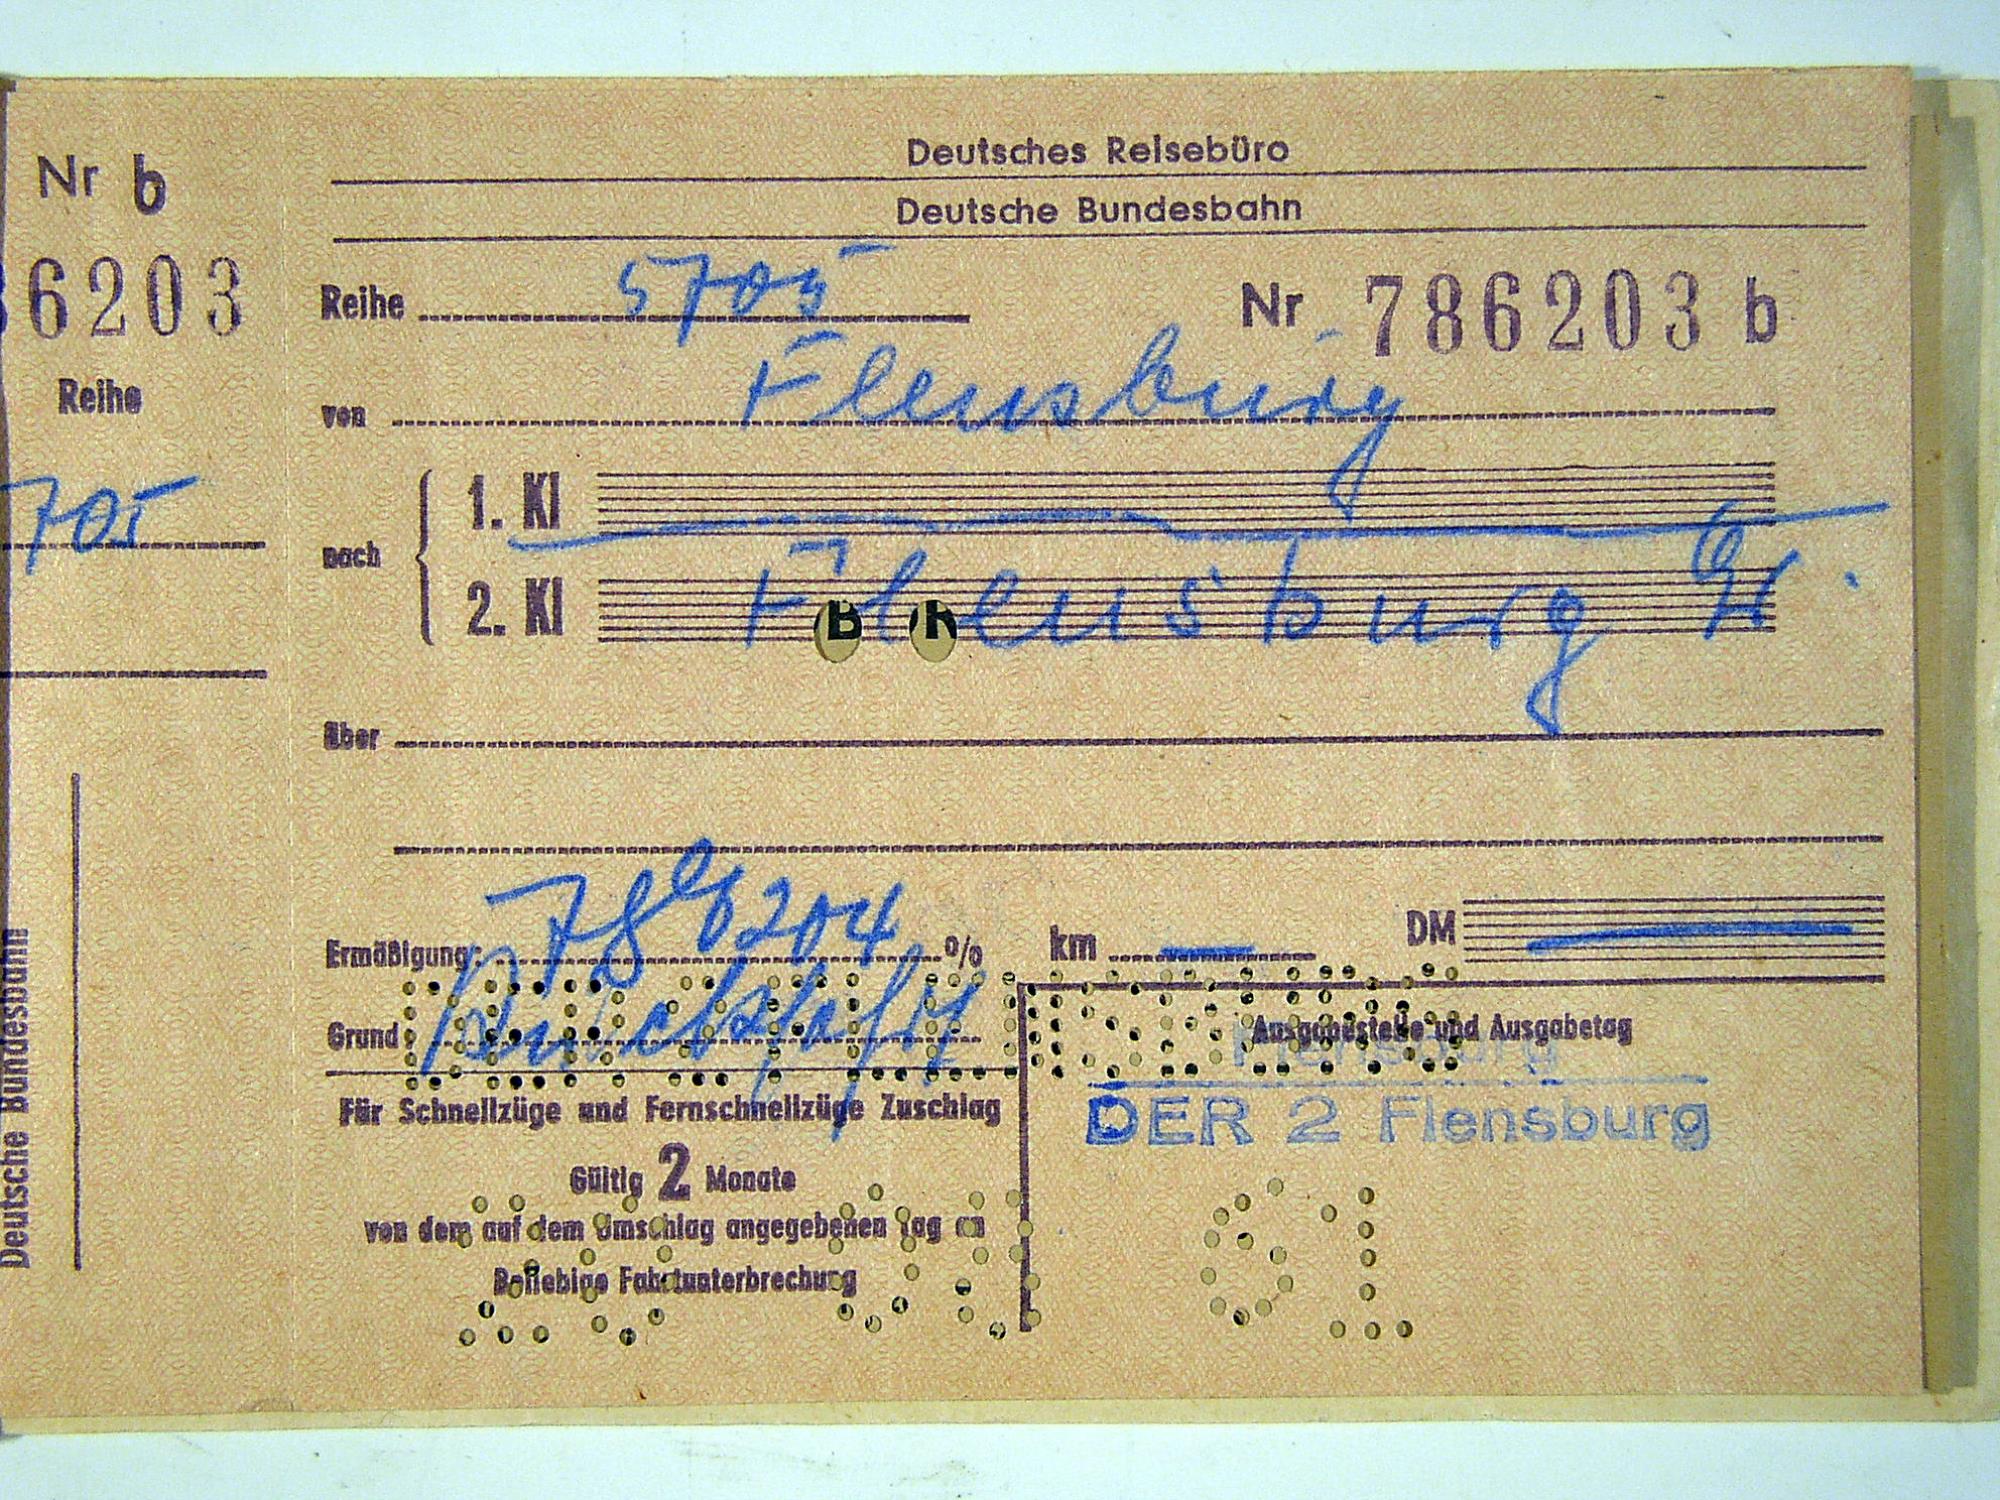 Nr b
6203
Reihe
705
Deutsche Bundesbahn
Deutsches Reisebüro
Deutsche Bundesbahn
Reihe 5705 Nr 786203 b
von Flensburg
nach
1. Kl
2. Kl Flensburg Gr.
B
über
Ermäßigung: 786204 % km DM
Grund:
Ausgabestelle und Ausgabetag
Flensburg
Für Schnellzüge und Fernschnellzüge Zuschlag
DER 2 Flensburg
Gültig 2 Monate
von dem auf dem Umschlag angegebenen Tag an
Beliebige Fahrtunterbrechung
61